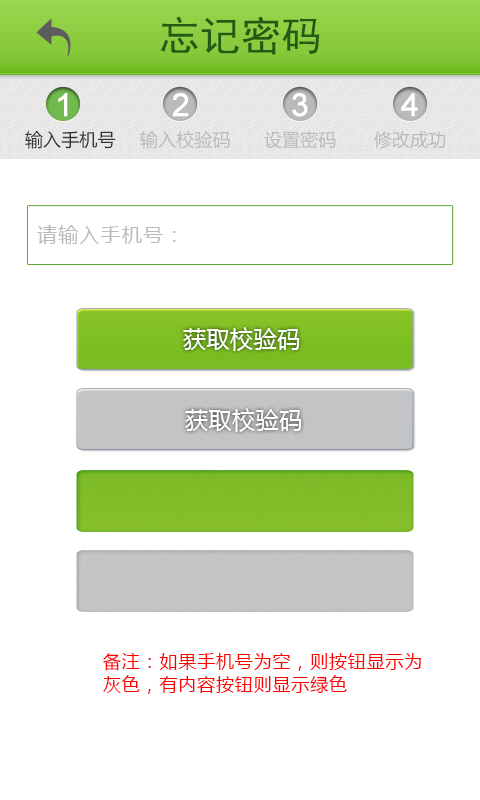 忘记密码
1 2 3 4
输入手机号 输入校验码 设置密码 修改成功
请输入手机号：
获取校验码
获取校验码
备注：如果手机号为空，则按钮显示为
灰色，有内容按钮则显示绿色